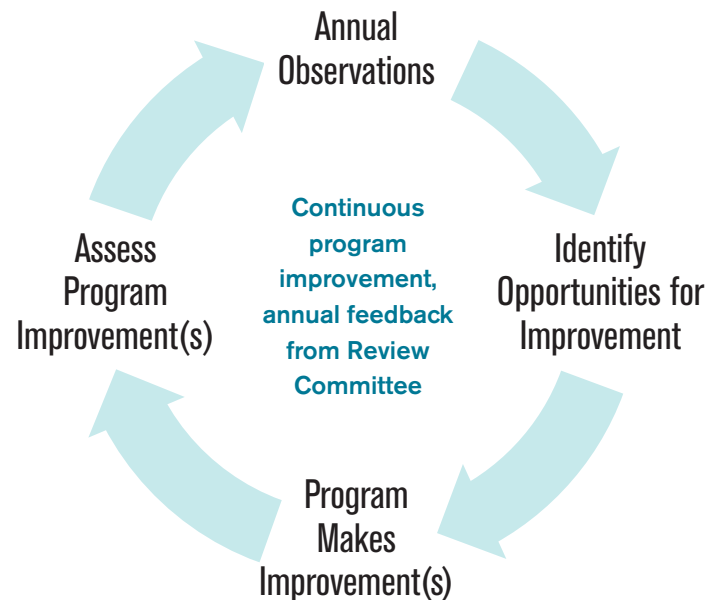 Annual
Observations
Identify
Opportunities for
Improvement
Program
Makes
Improvement(s)
Assess
Program
Improvement(s)
Continuous
program
improvement,
annual feedback
from Review
Committee